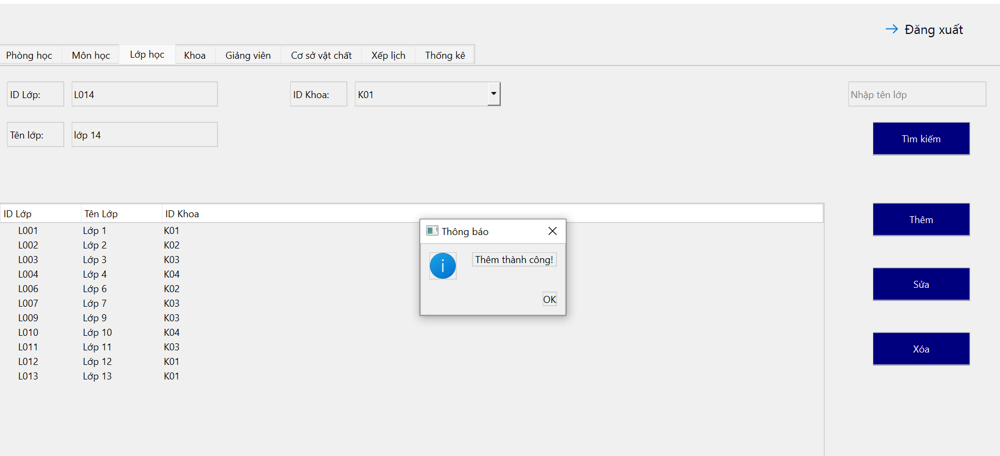 → Đăng xuất
Phòng học Môn học Lớp học Khoa Giảng viên Cơ sở vật chất Xếp lịch Thống kê
ID Lớp: L014 ID Khoa: K01 Nhập tên lớp
Tên lớp: lớp 14
Tìm kiếm
ID Lớp Tên Lớp ID Khoa
L001 Lớp 1 K01
L002 Lớp 2 K02
L003 Lớp 3 K03
L004 Lớp 4 K04
L006 Lớp 6 K02
L007 Lớp 7 K03
L009 Lớp 9 K03
L010 Lớp 10 K04
L011 Lớp 11 K03
L012 Lớp 12 K01
L013 Lớp 13 K01
Thông báo
Thêm thành công!
OK
Thêm
Sửa
Xóa